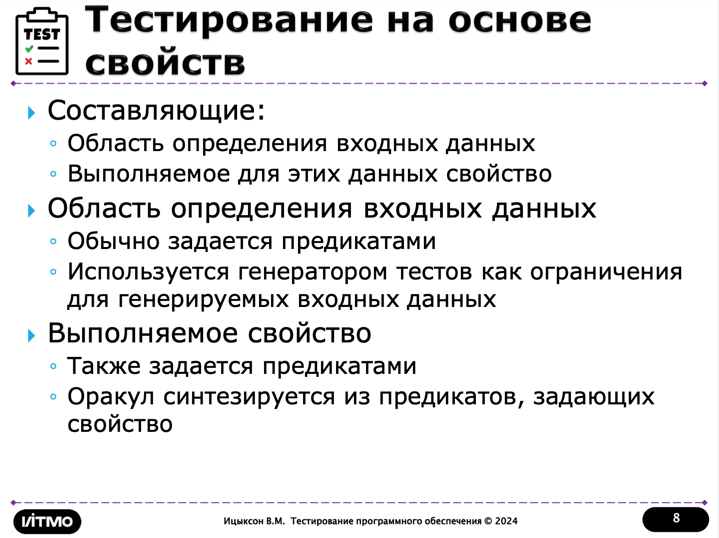 TEST
Тестирование на основе
свойств
Составляющие:
Область определения входных данных
Выполняемое для этих данных свойство
Область определения входных данных
Обычно задается предикатами
Используется генератором тестов как ограничения
для генерируемых входных данных
Выполняемое свойство
Также задается предикатами
Оракул синтезируется из предикатов, задающих
свойство
ИТМО
Ицыксон В.М. Тестирование программного обеспечения © 2024
8